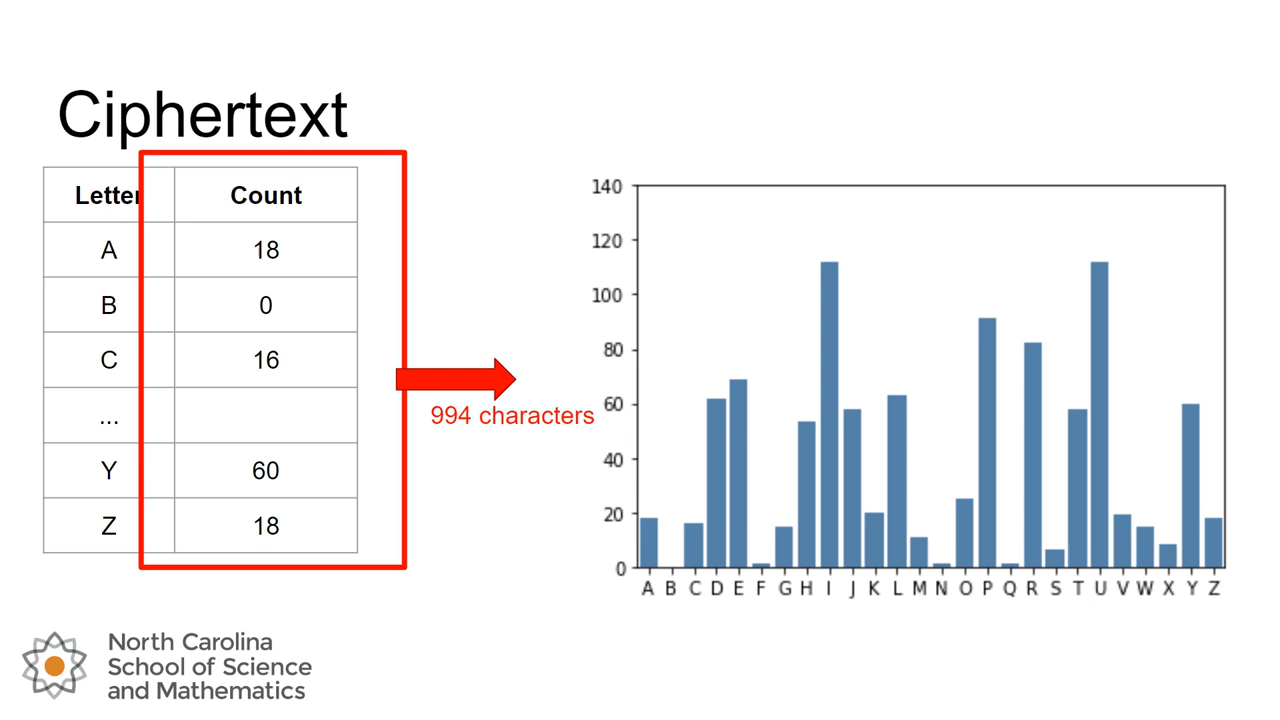 Ciphertext
Letter Count
A 18
B 0
C 16
...
Y 60
Z 18
994 characters
140
120
100
80
60
40
20
0
A B C D E F G H I J K L M N O P Q R S T U V W X Y Z
North Carolina
School of Science
and Mathematics